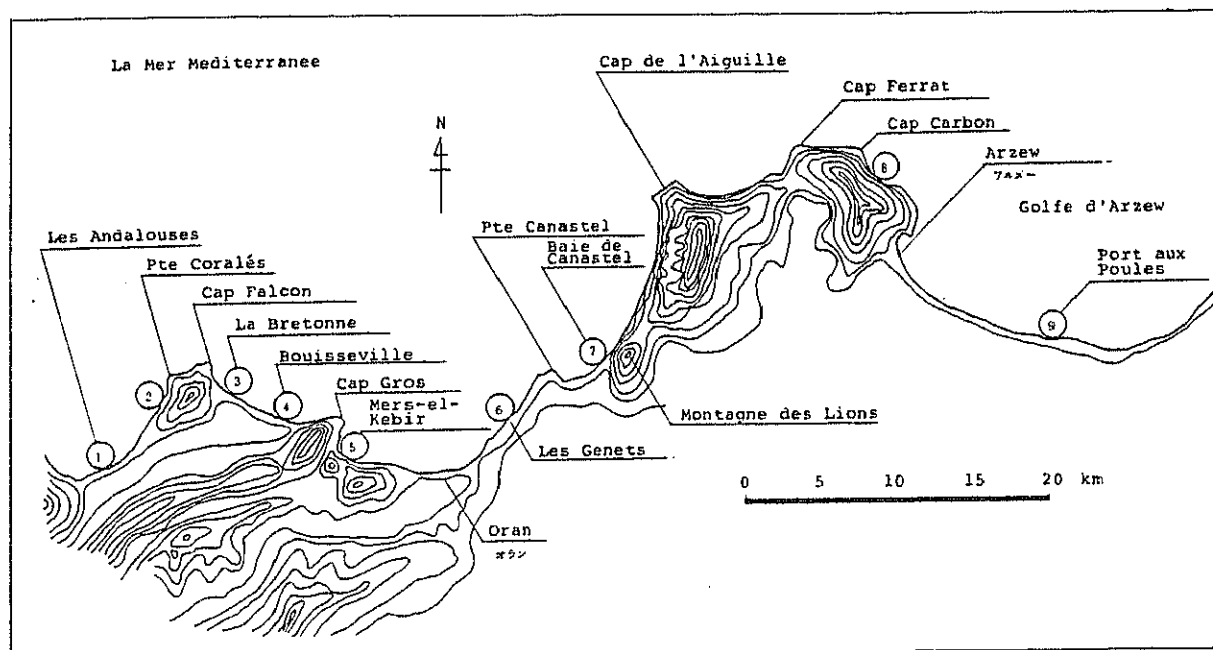 La Mer Mediterranee
N
Cap de l'Aiguille
Cap Ferrat
Cap Carbon
Arzew
アルズー
Golfe d'Arzew
Port aux
Poules
Les Andalouses
Pte Coralés
Cap Falcon
La Bretonne
Bouisseville
Cap Gros
Mers-el-
Kebir
Pte Canastel
Baie de
Canastel
1
2
3
4
5
6
7
8
9
Les Genets
Montagne des Lions
Oran
オラン
0 5 10 15 20 km